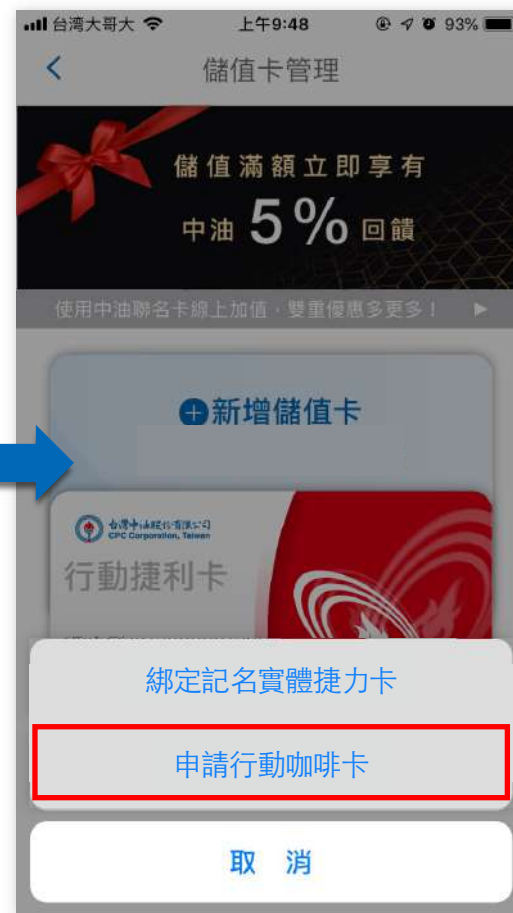 台湾大哥大
上午9:48
93%
儲值卡管理
儲值滿額立即享有
中油 5% 回饋
使用中油聯名卡線上加值,雙重優惠多更多!
新增儲值卡
台灣中油股份有限公司
CPC Corporation, Taiwan
行動捷利卡
綁定記名實體捷力卡
申請行動咖啡卡
取 消